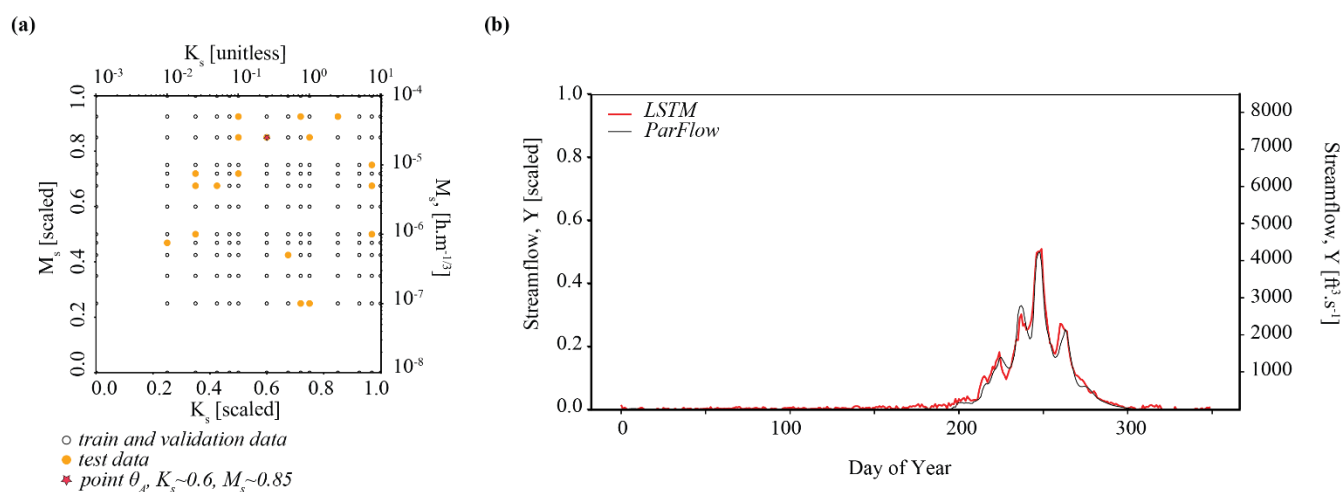 (a)
K_s [unitless]
10^-3 10^-2 10^-1 10^0 10^1
M_s [scaled]
1.0
0.8
0.6
0.4
0.2
0.0
10^-4
10^-5
10^-6
10^-7
10^-8
M_s, [h.m^-1/3]
0.0 0.2 0.4 0.6 0.8 1.0
K_s [scaled]
train and validation data
test data
point θ_A, K_s~0.6, M_s~0.85
(b)
Streamflow, Y [scaled]
1.0
0.8
0.6
0.4
0.2
0.0
LSTM
ParFlow
8000
7000
6000
5000
4000
3000
2000
1000
Streamflow, Y [ft^3.s^-1]
0 100 200 300
Day of Year